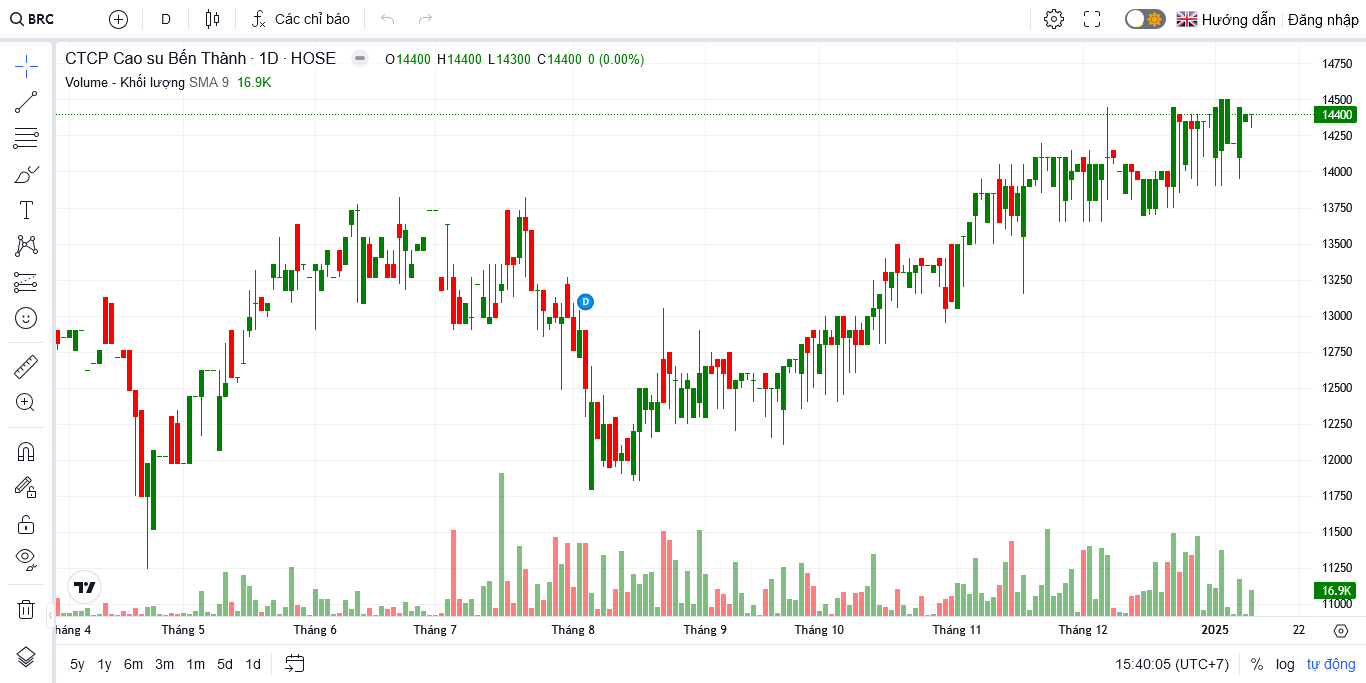 BRC D Các chỉ báo Hướng dẫn Đăng nhập
CTCP Cao su Bến Thành · 1D · HOSE O14400 H14400 L14300 C14400 0 (0.00%)
Volume - Khối lượng SMA 9 16.9K
14750
14500
14400
14250
14000
13750
13500
13250
D
13000
12750
12500
12250
12000
11750
11500
11250
16.9K
11000
háng 4 Tháng 5 Tháng 6 Tháng 7 Tháng 8 Tháng 9 Tháng 10 Tháng 11 Tháng 12 2025 22
5y 1y 6m 3m 1m 5d 1d 15:40:05 (UTC+7) % log tự động